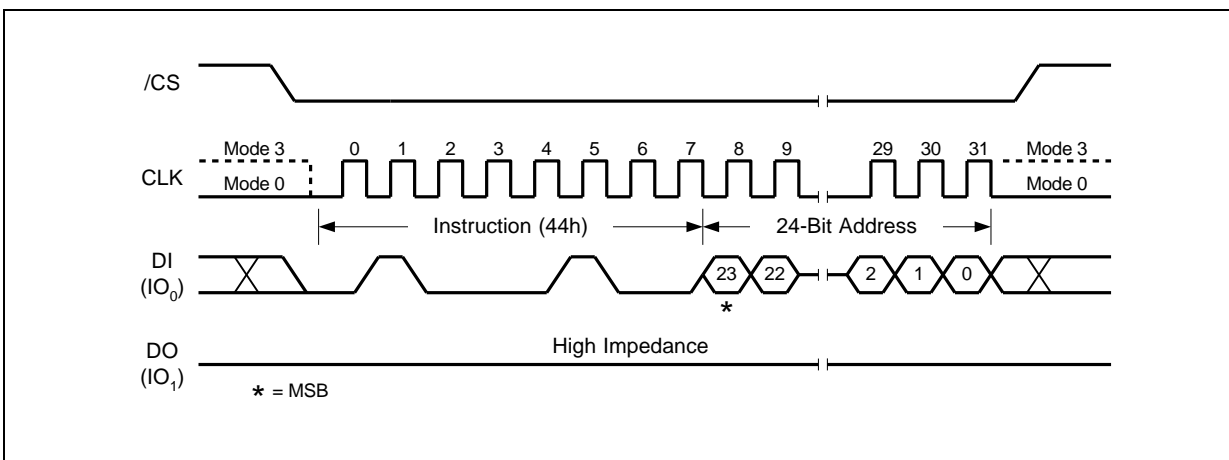 /CS
Mode 3 0 1 2 3 4 5 6 7 8 9 29 30 31 Mode 3
CLK
Mode 0 Mode 0
Instruction (44h) 24-Bit Address
DI
(IO0)
23 22 2 1 0
*
High Impedance
DO
(IO1)
* = MSB